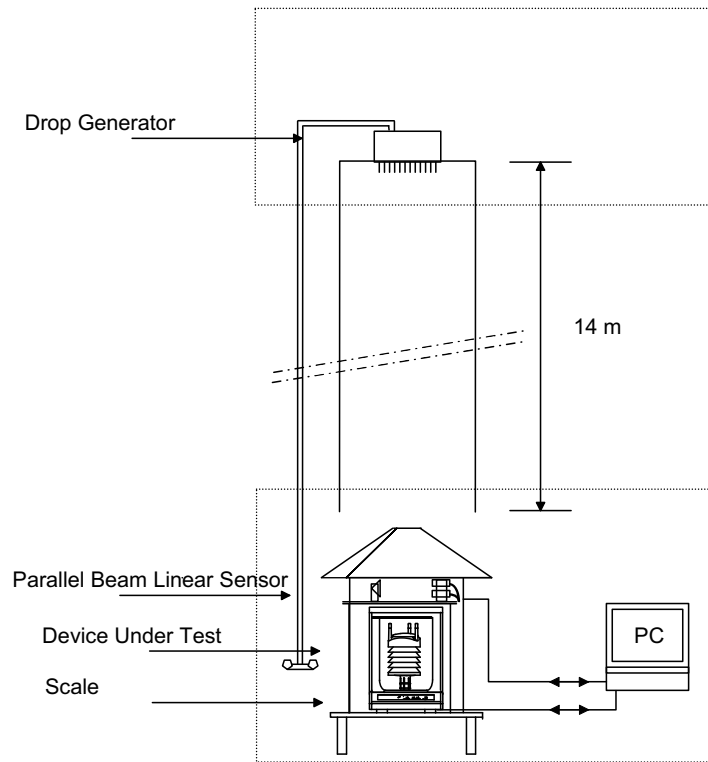 Drop Generator
14 m
Parallel Beam Linear Sensor
Device Under Test
PC
Scale